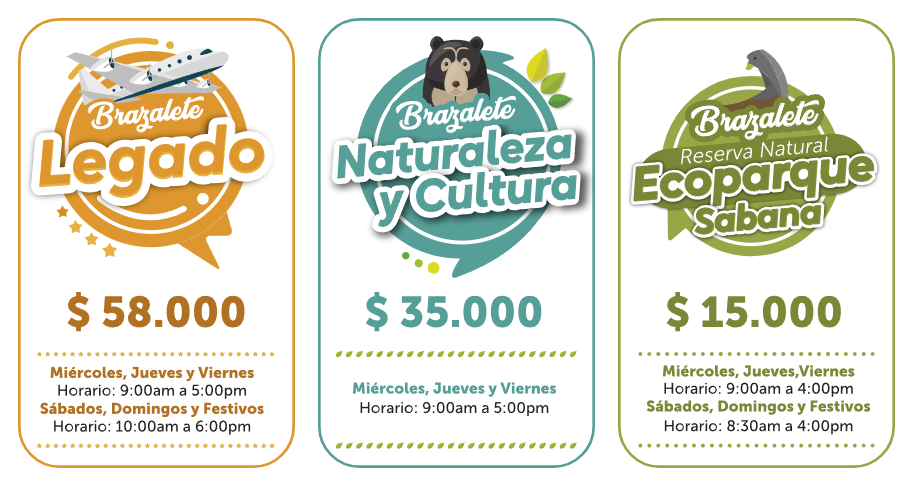 Brazalete
Legado
$ 58.000
Miércoles, Jueves y Viernes
Horario: 9:00am a 5:00pm
Sábados, Domingos y Festivos
Horario: 10:00am a 6:00pm
Brazalete
Naturaleza
y Cultura
$ 35.000
Miércoles, Jueves y Viernes
Horario: 9:00am a 5:00pm
Brazalete
Reserva Natural
Ecoparque
Sabana
$ 15.000
Miércoles, Jueves,Viernes
Horario: 9:00am a 4:00pm
Sábados, Domingos y Festivos
Horario: 8:30am a 4:00pm